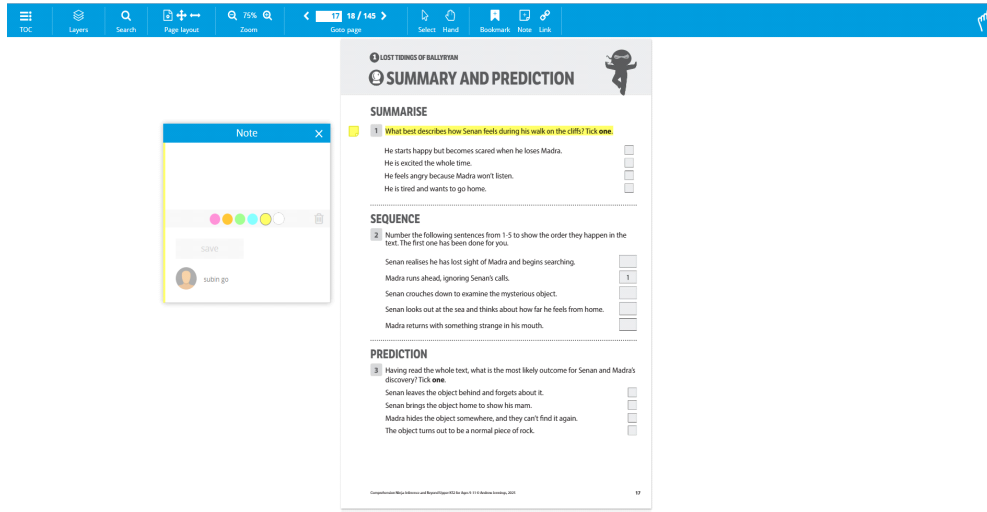 TOC
Layers
Search
Page layout
75%
Zoom
17 18 / 145
Goto page
Select Hand
Bookmark Note Link
1 LOST TIDINGS OF BALLYRYAN
SUMMARY AND PREDICTION
SUMMARISE
1 What best describes how Senan feels during his walk on the cliffs? Tick one.
He starts happy but becomes scared when he loses Madra.
He is excited the whole time.
He feels angry because Madra won't listen.
He is tired and wants to go home.
Note
save
subin go
SEQUENCE
2 Number the following sentences from 1-5 to show the order they happen in the
text. The first one has been done for you.
Senan realises he has lost sight of Madra and begins searching.
Madra runs ahead, ignoring Senan's calls. 1
Senan crouches down to examine the mysterious object.
Senan looks out at the sea and thinks about how far he feels from home.
Madra returns with something strange in his mouth.
PREDICTION
3 Having read the whole text, what is the most likely outcome for Senan and Madra's
discovery? Tick one.
Senan leaves the object behind and forgets about it.
Senan brings the object home to show his mam.
Madra hides the object somewhere, and they can't find it again.
The object turns out to be a normal piece of rock.
17